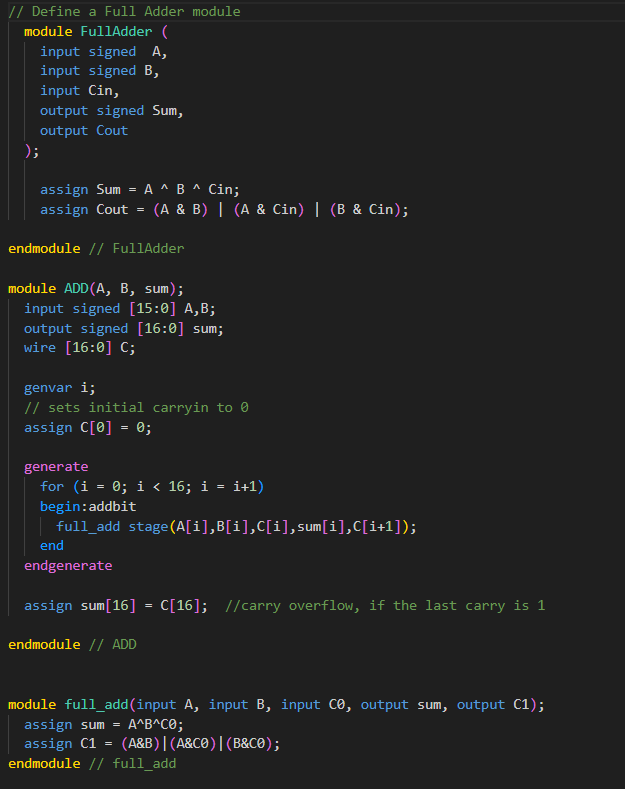 // Define a Full Adder module
module FullAdder (
input signed  A,
input signed B,
input Cin,
output signed Sum,
output Cout
);
assign Sum = A ^ B ^ Cin;
assign Cout = (A & B) | (A & Cin) | (B & Cin);
endmodule // FullAdder
module ADD(A, B, sum);
input signed [15:0] A,B;
output signed [16:0] sum;
wire [16:0] C;
genvar i;
// sets initial carryin to 0
assign C[0] = 0;
generate
for (i = 0; i < 16; i = i+1)
begin:addbit
full_add stage(A[i],B[i],C[i],sum[i],C[i+1]);
end
endgenerate
assign sum[16] = C[16];  //carry overflow, if the last carry is 1
endmodule // ADD
module full_add(input A, input B, input C0, output sum, output C1);
assign sum = A^B^C0;
assign C1 = (A&B)|(A&C0)|(B&C0);
endmodule // full_add